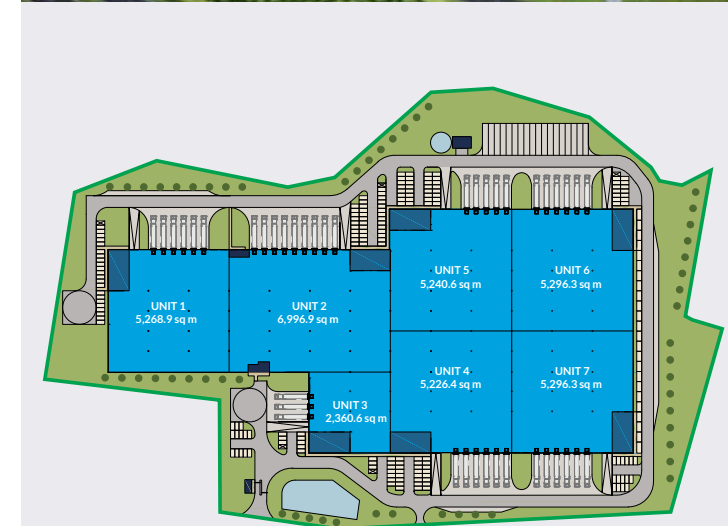 UNIT 5
5,240.6 sq m
UNIT 6
5,296.3 sq m
UNIT 1
5,268.9 sq m
UNIT 2
6,996.9 sq m
UNIT 4
5,226.4 sq m
UNIT 7
5,296.3 sq m
UNIT 3
2,360.6 sq m